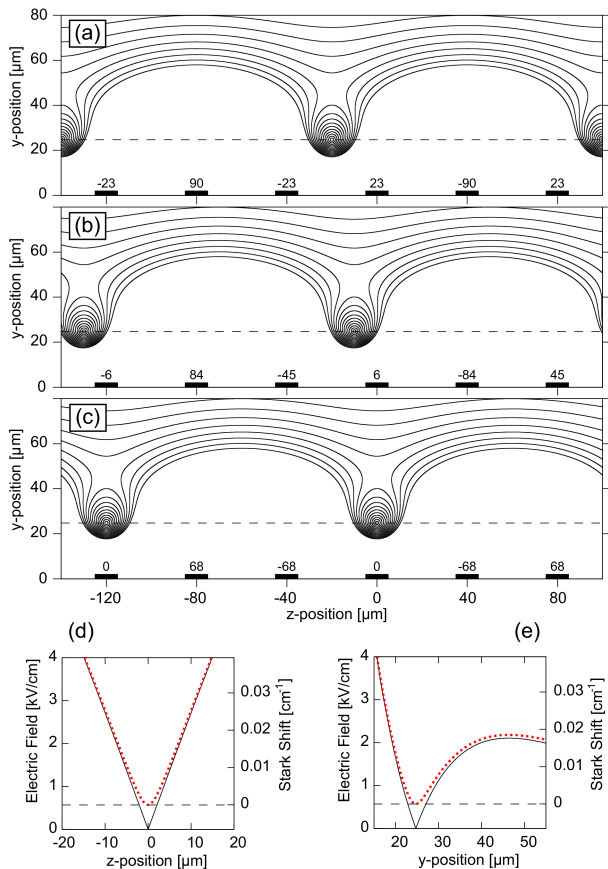 (a)
y-position [µm]
80
60
40
20
0
-23 90 -23 23 -90 23
(b)
y-position [µm]
60
40
20
0
-6 84 -45 6 -84 45
(c)
y-position [µm]
60
40
20
0
0 68 -68 0 -68 68
-120 -80 -40 0 40 80
z-position [µm]
(d)
Electric Field [kV/cm]
4
3
2
1
0
-20 -10 0 10 20
z-position [µm]
0.03
0.02
0.01
0
Stark Shift [cm⁻¹]
(e)
Electric Field [kV/cm]
4
3
2
1
0
20 30 40 50
y-position [µm]
0.03
0.02
0.01
0
Stark Shift [cm⁻¹]